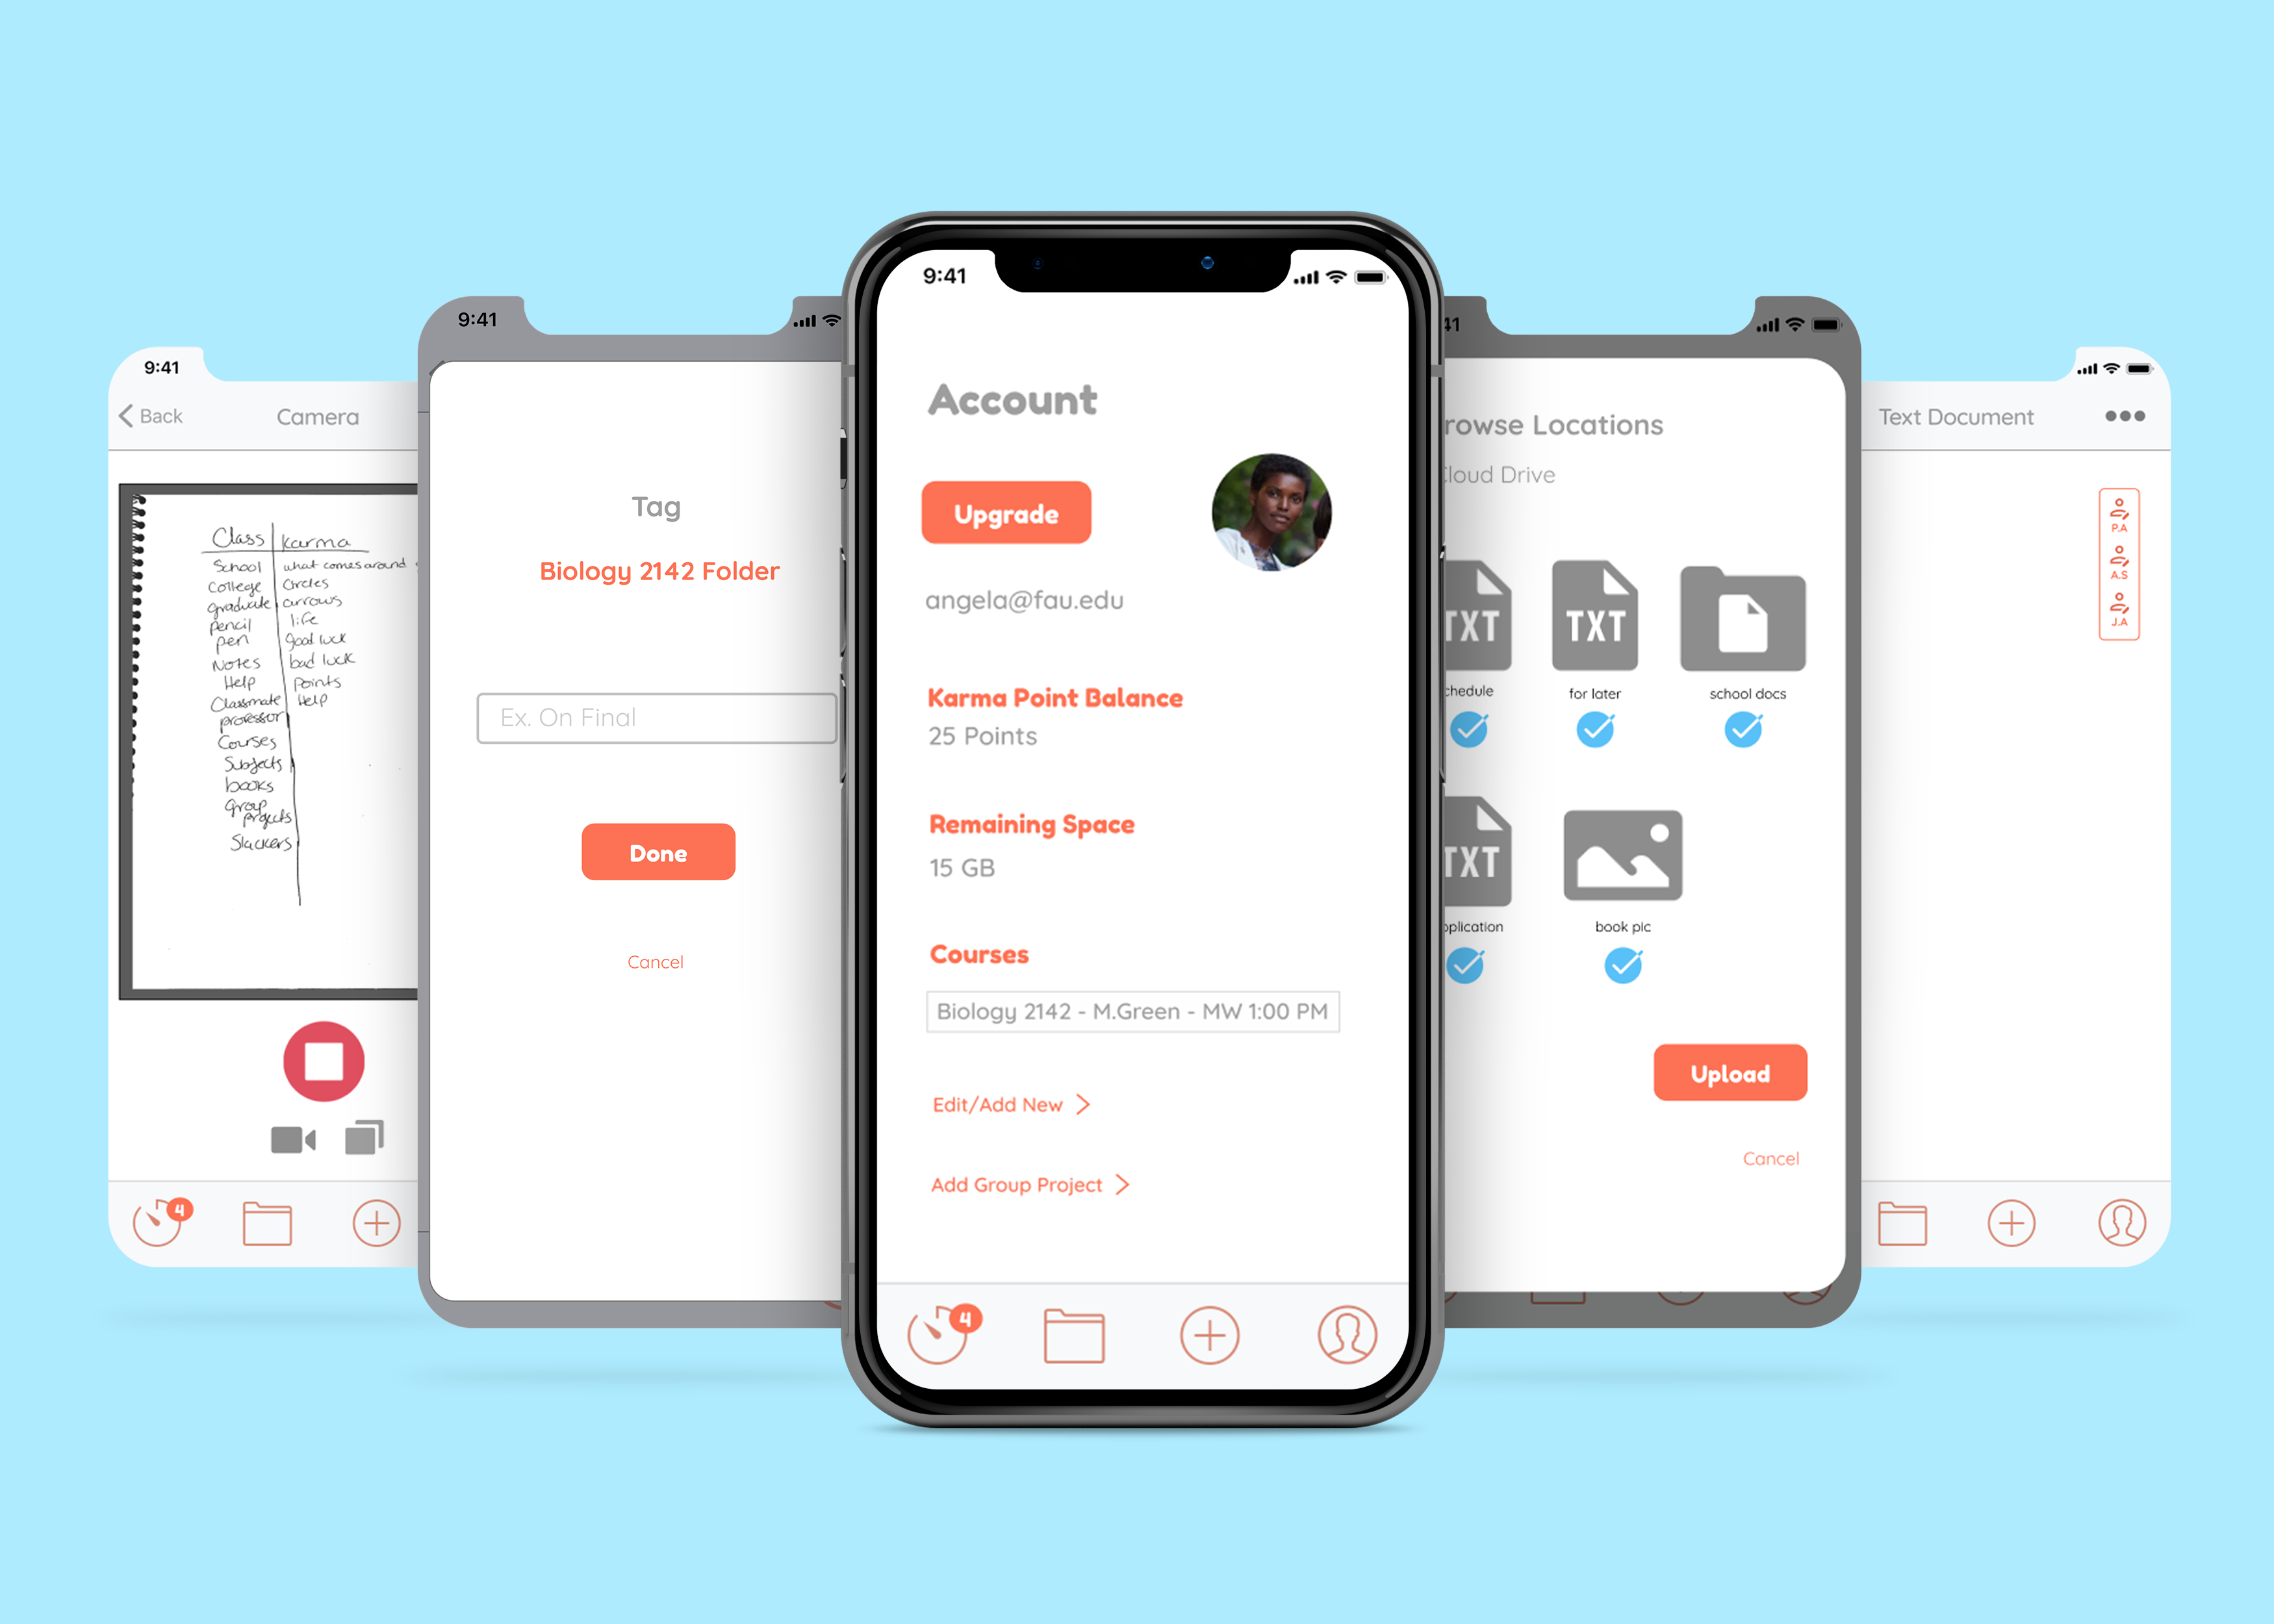 9:41
Back
Camera
Class karma
School what comes around
College circles
graduate arrows
pencil life
pen good luck
Notes bad luck
Help points
Classmate Help
professor
Courses
Subjects
books
group
projects
Slackers
4
9:41
Tag
Biology 2142 Folder
Ex. On Final
Done
Cancel
9:41
Account
Upgrade
angela@fau.edu
Karma Point Balance
25 Points
Remaining Space
15 GB
Courses
Biology 2142 - M.Green - MW 1:00 PM
Edit/Add New
Add Group Project
4
41
rowse Locations
Cloud Drive
TXT
TXT
chedule
for later
school docs
TXT
pplication
book pic
Upload
Cancel
Text Document
P.A
A.S
J.A